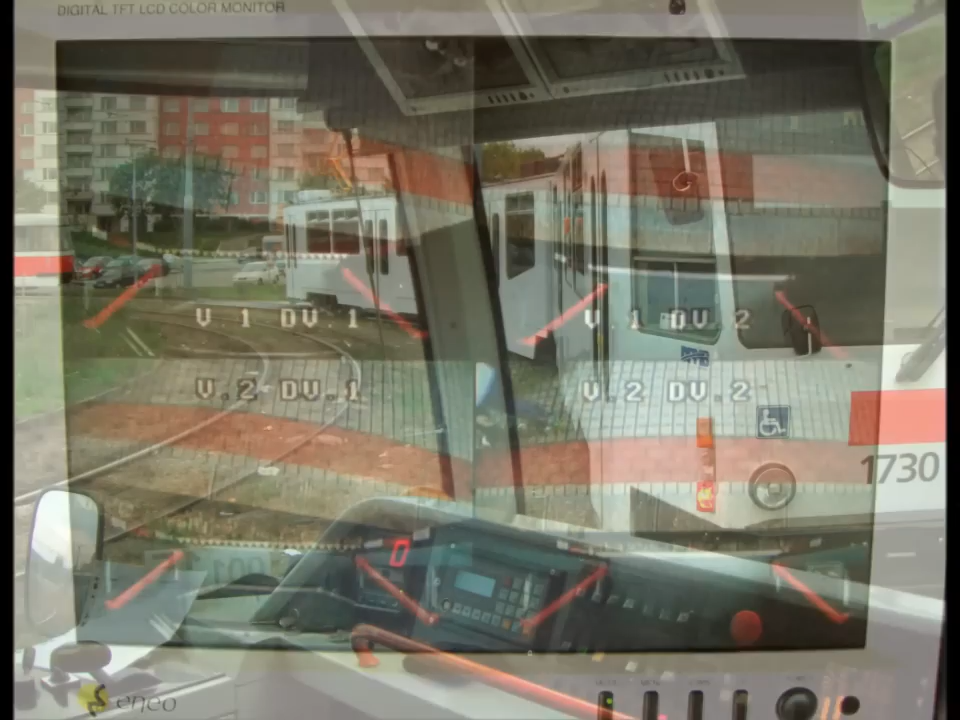 DIGITAL TFT LCD COLOR MONITOR
V 1 DV.1
V 1 DV 2
V.2 DV.1
V.2 DV.2
1730
0
seneo